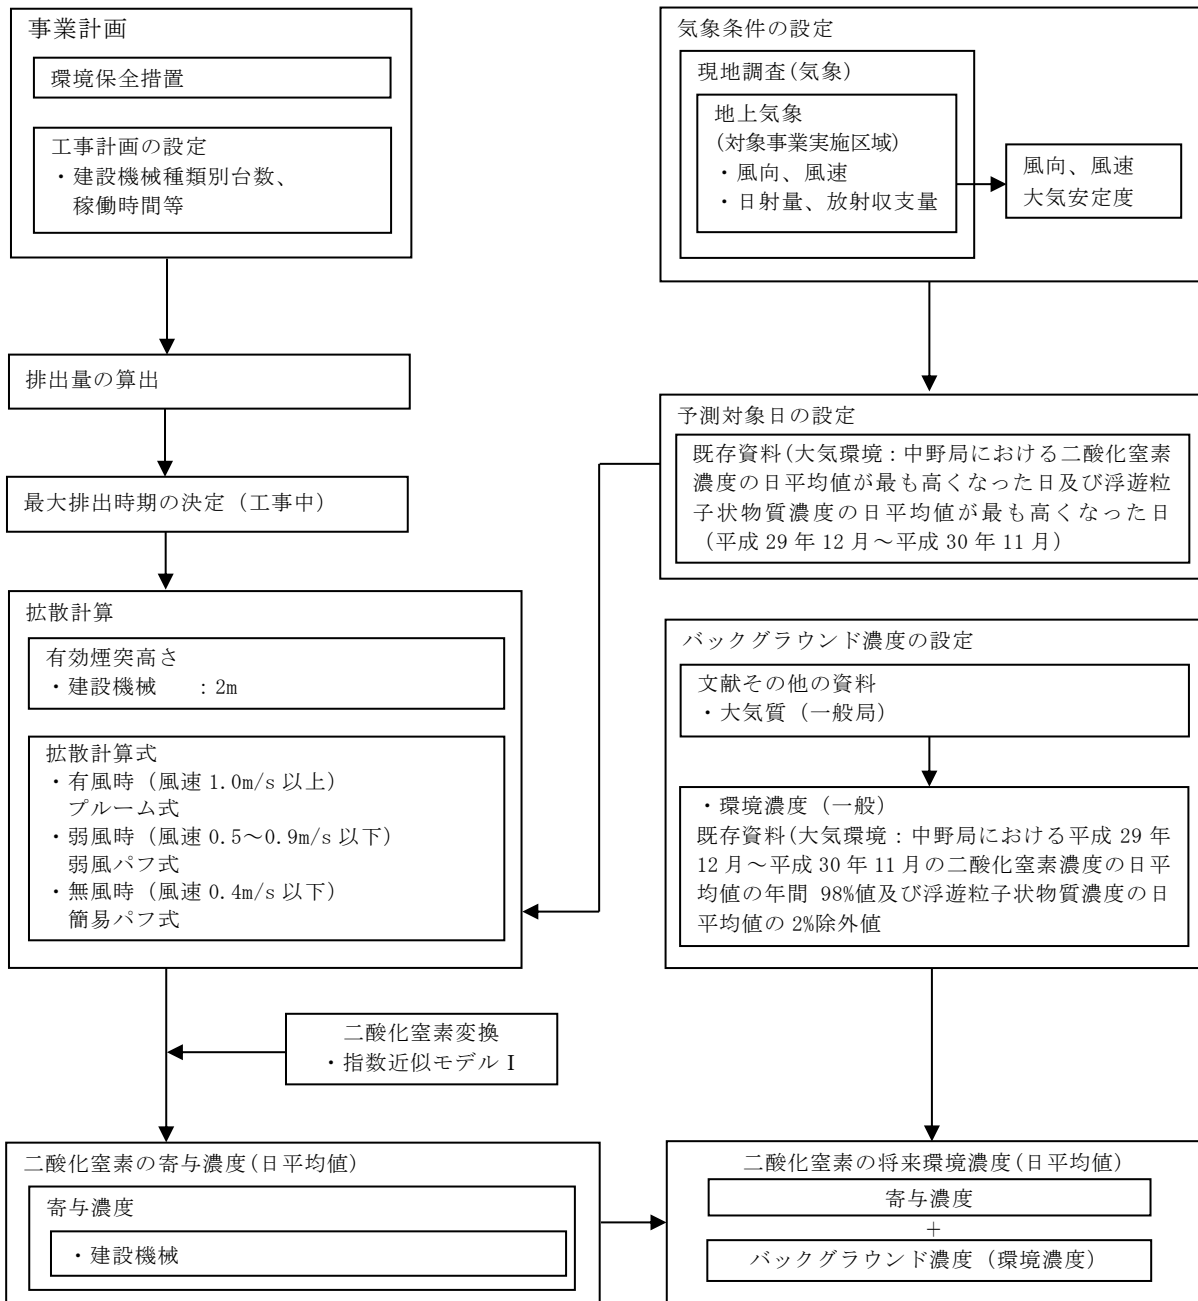 事業計画
環境保全措置
工事計画の設定
・建設機械種類別台数、
稼働時間等
排出量の算出
最大排出時期の決定（工事中）
拡散計算
有効煙突高さ
・建設機械　　：2m
拡散計算式
・有風時（風速 1.0m/s 以上）
プルーム式
・弱風時（風速 0.5～0.9m/s 以下）
弱風パフ式
・無風時（風速 0.4m/s 以下）
簡易パフ式
二酸化窒素変換
・指数近似モデルⅠ
二酸化窒素の寄与濃度(日平均値)
寄与濃度
・建設機械
気象条件の設定
現地調査(気象)
地上気象
(対象事業実施区域)
・風向、風速
・日射量、放射収支量
風向、風速
大気安定度
予測対象日の設定
既存資料(大気環境：中野局における二酸化窒素
濃度の日平均値が最も高くなった日及び浮遊粒
子状物質濃度の日平均値が最も高くなった日
（平成 29 年 12 月～平成 30 年 11 月）
バックグラウンド濃度の設定
文献その他の資料
・大気質（一般局）
・環境濃度（一般）
既存資料(大気環境：中野局における平成 29 年
12 月～平成 30 年 11 月の二酸化窒素濃度の日平
均値の年間 98%値及び浮遊粒子状物質濃度の日
平均値の 2%除外値
二酸化窒素の将来環境濃度(日平均値)
寄与濃度
+
バックグラウンド濃度（環境濃度）